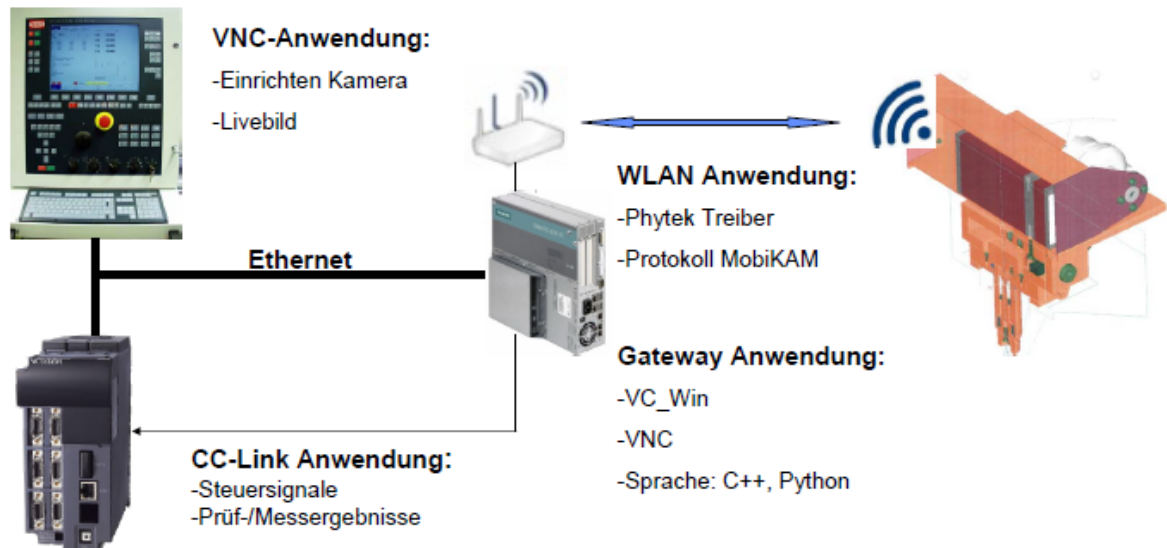 VNC-Anwendung:
-Einrichten Kamera
-Livebild
WLAN Anwendung:
-Phytek Treiber
-Protokoll MobiKAM
Ethernet
Gateway Anwendung:
-VC_Win
-VNC
-Sprache: C++, Python
CC-Link Anwendung:
-Steuersignale
-Prüf-/Messergebnisse